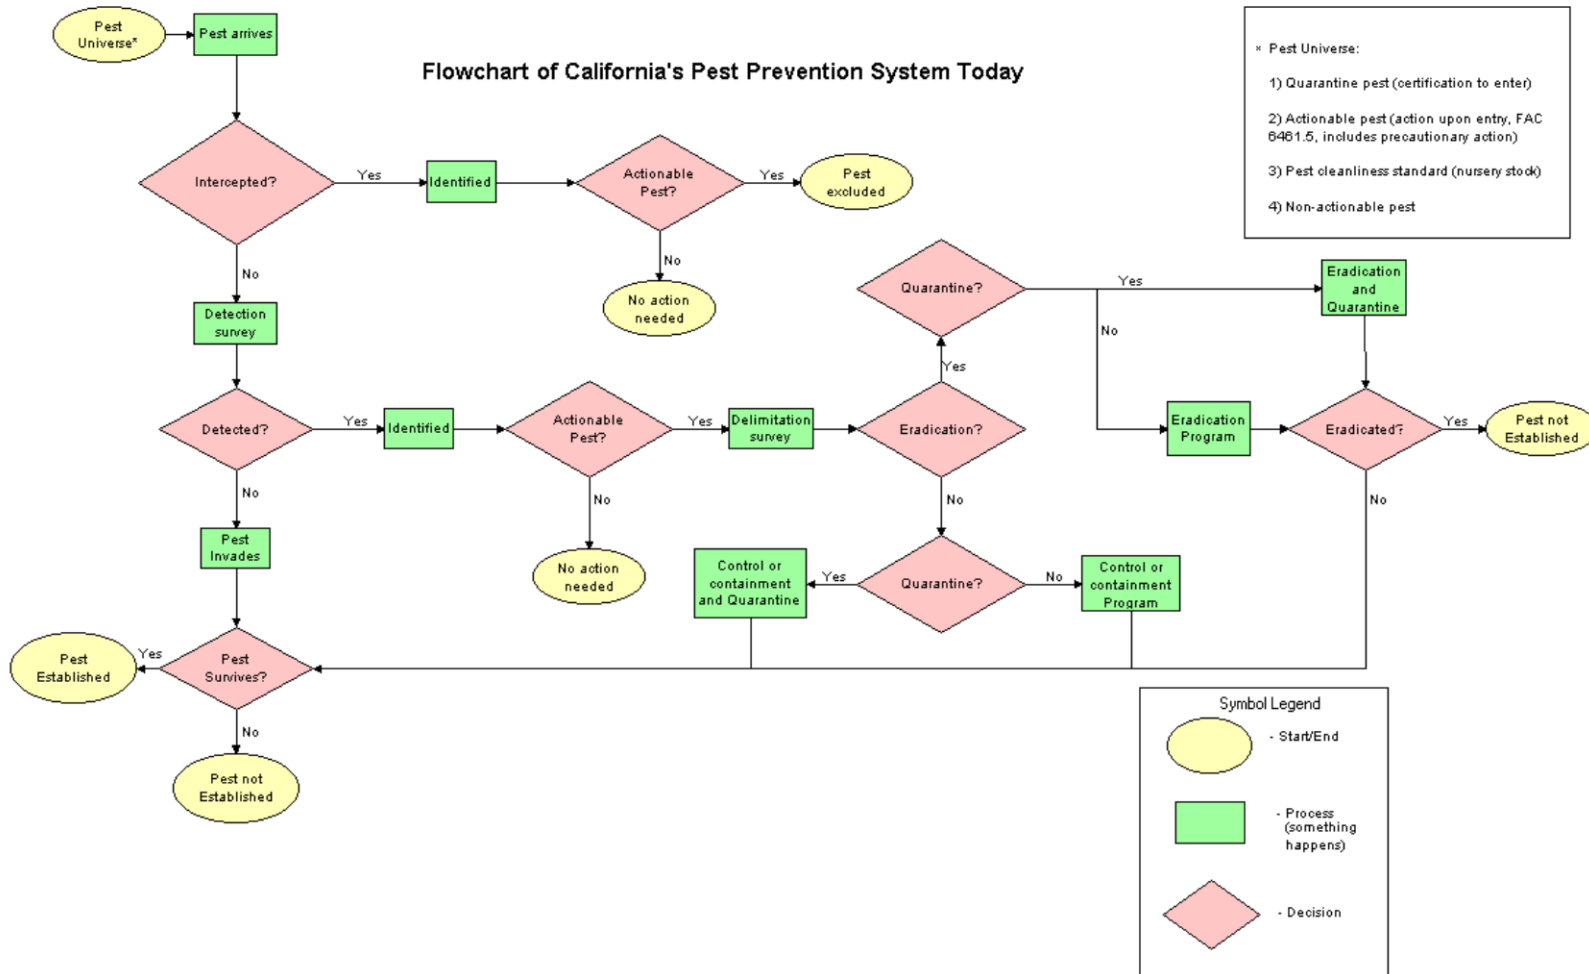 Pest
Universe*
Pest arrives
Flowchart of California's Pest Prevention System Today
* Pest Universe:
1) Quarantine pest (certification to enter)
2) Actionable pest (action upon entry, FAC
6461.5, includes precautionary action)
3) Pest cleanliness standard (nursery stock)
4) Non-actionable pest
Intercepted?
Yes
Identified
Actionable
Pest?
Yes
Pest
excluded
No
No
No action
needed
Detection
survey
Quarantine?
Yes
Eradication
and
Quarantine
No
Yes
Detected?
Yes
Identified
Actionable
Pest?
Yes
Delimitation
survey
Eradication?
Eradication
Program
Eradicated?
Yes
Pest not
Established
No
No
No
No
Pest
Invades
No action
needed
Control or
containment
and Quarantine
Yes
Quarantine?
No
Control or
containment
Program
Pest
Established
Yes
Pest
Survives?
No
Pest not
Established
Symbol Legend
- Start/End
- Process
(something
happens)
- Decision